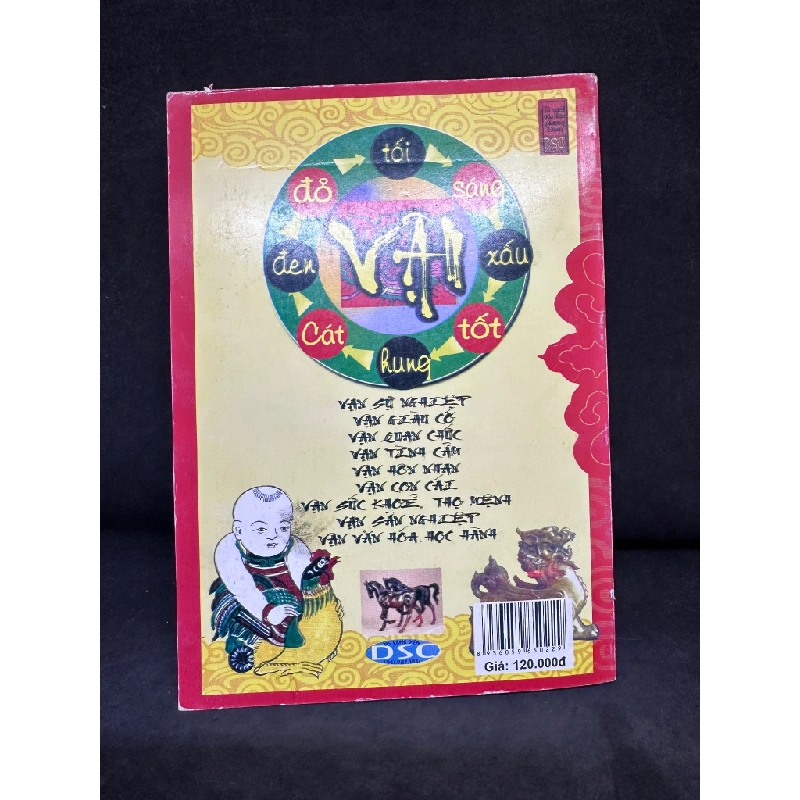 tối
sáng
xấu
tốt
hung
Cát
đen
đỏ
VẬN
VẬN SỰ NGHIỆP
VẬN GIÀU CÓ
VẬN QUAN CHỨC
VẬN TÌNH CẢM
VẬN HÔN NHÂN
VẬN CON CÁI
VẬN SỨC KHOẺ, THỌ MỆNH
VẬN SẢN NGHIỆP
VẬN VĂN HÓA, HỌC HÀNH
DSC
DSC
Giá: 120.000đ